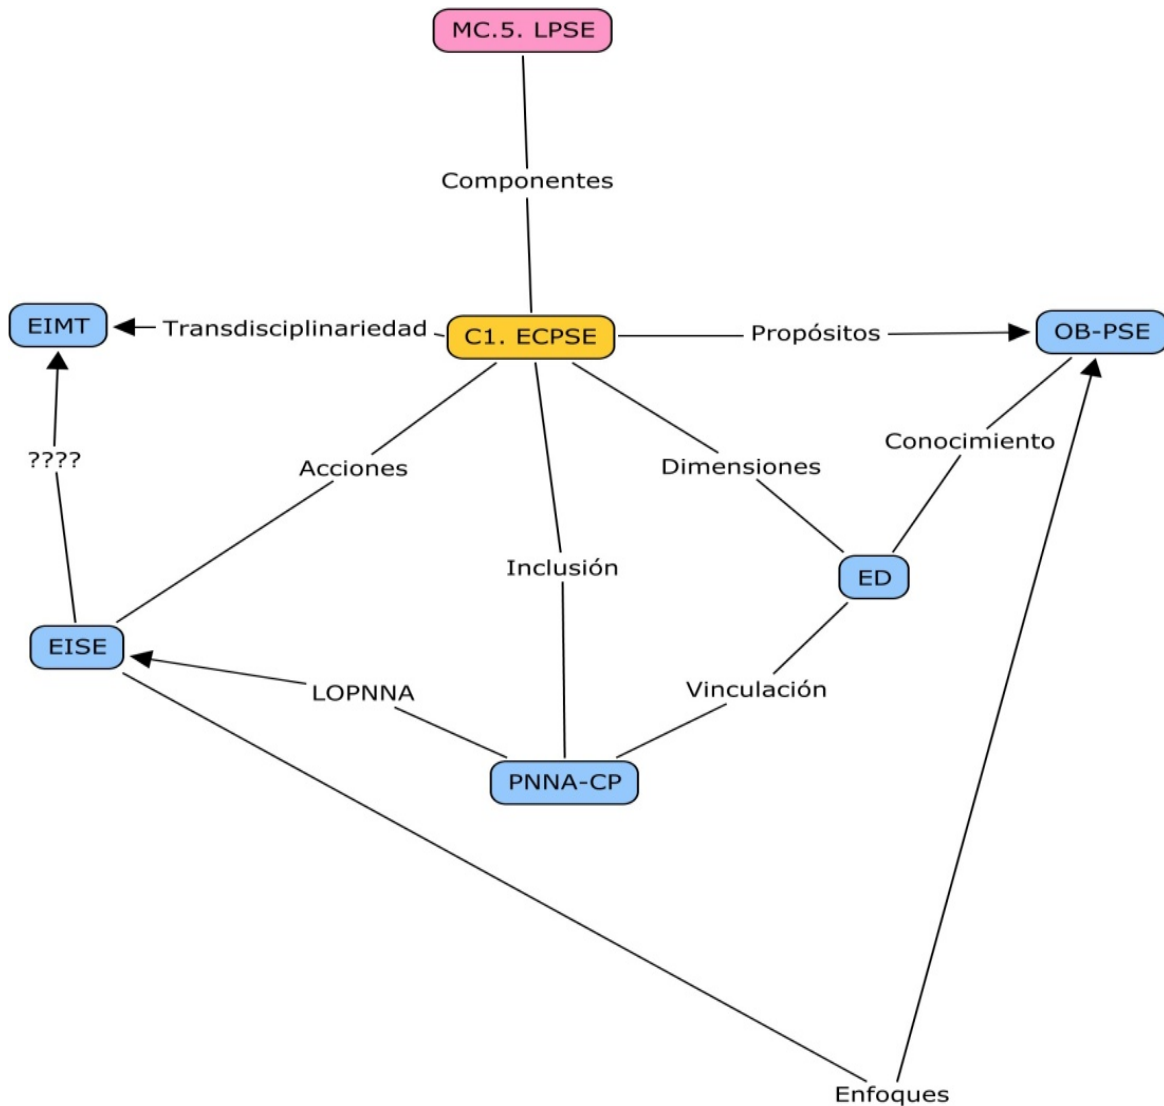 MC.5. LPSE
Componentes
EIMT
Transdisciplinariedad
C1. ECPSE
Propósitos
OB-PSE
????
Acciones
Dimensiones
Conocimiento
Inclusión
ED
EISE
LOPNNA
Vinculación
PNNA-CP
Enfoques